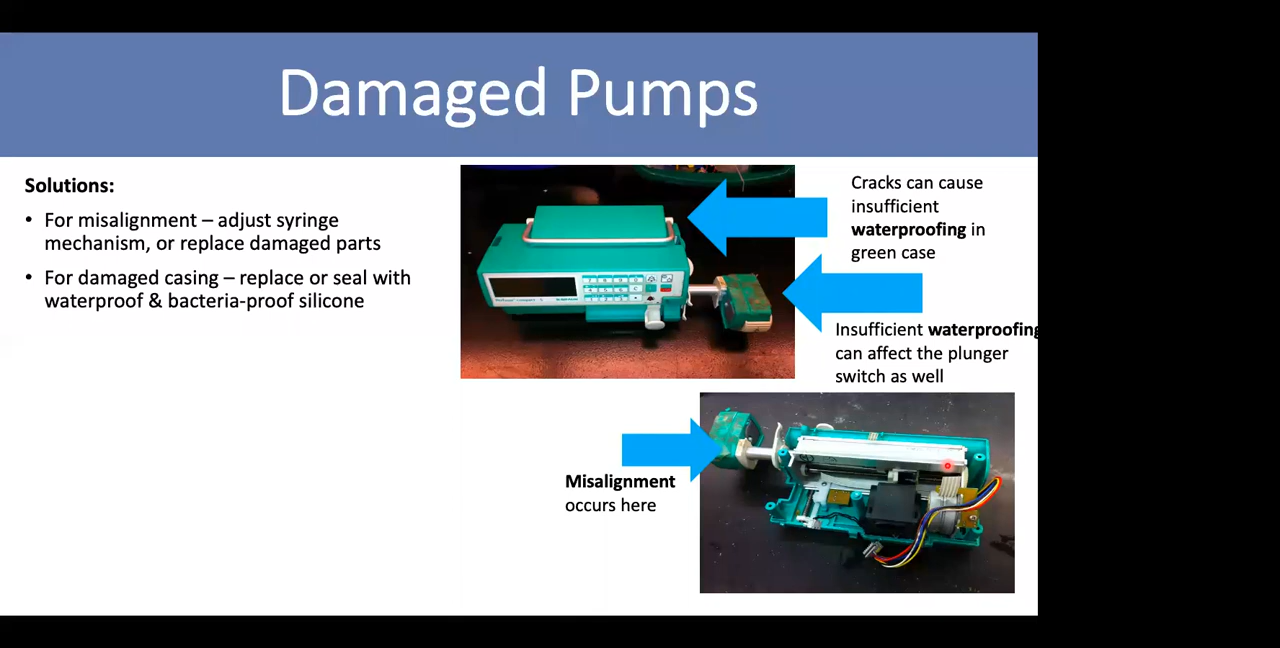 Damaged Pumps
Solutions:
• For misalignment – adjust syringe
mechanism, or replace damaged parts
• For damaged casing – replace or seal with
waterproof & bacteria-proof silicone
Cracks can cause
insufficient
waterproofing in
green case
Insufficient waterproofing
can affect the plunger
switch as well
Misalignment
occurs here